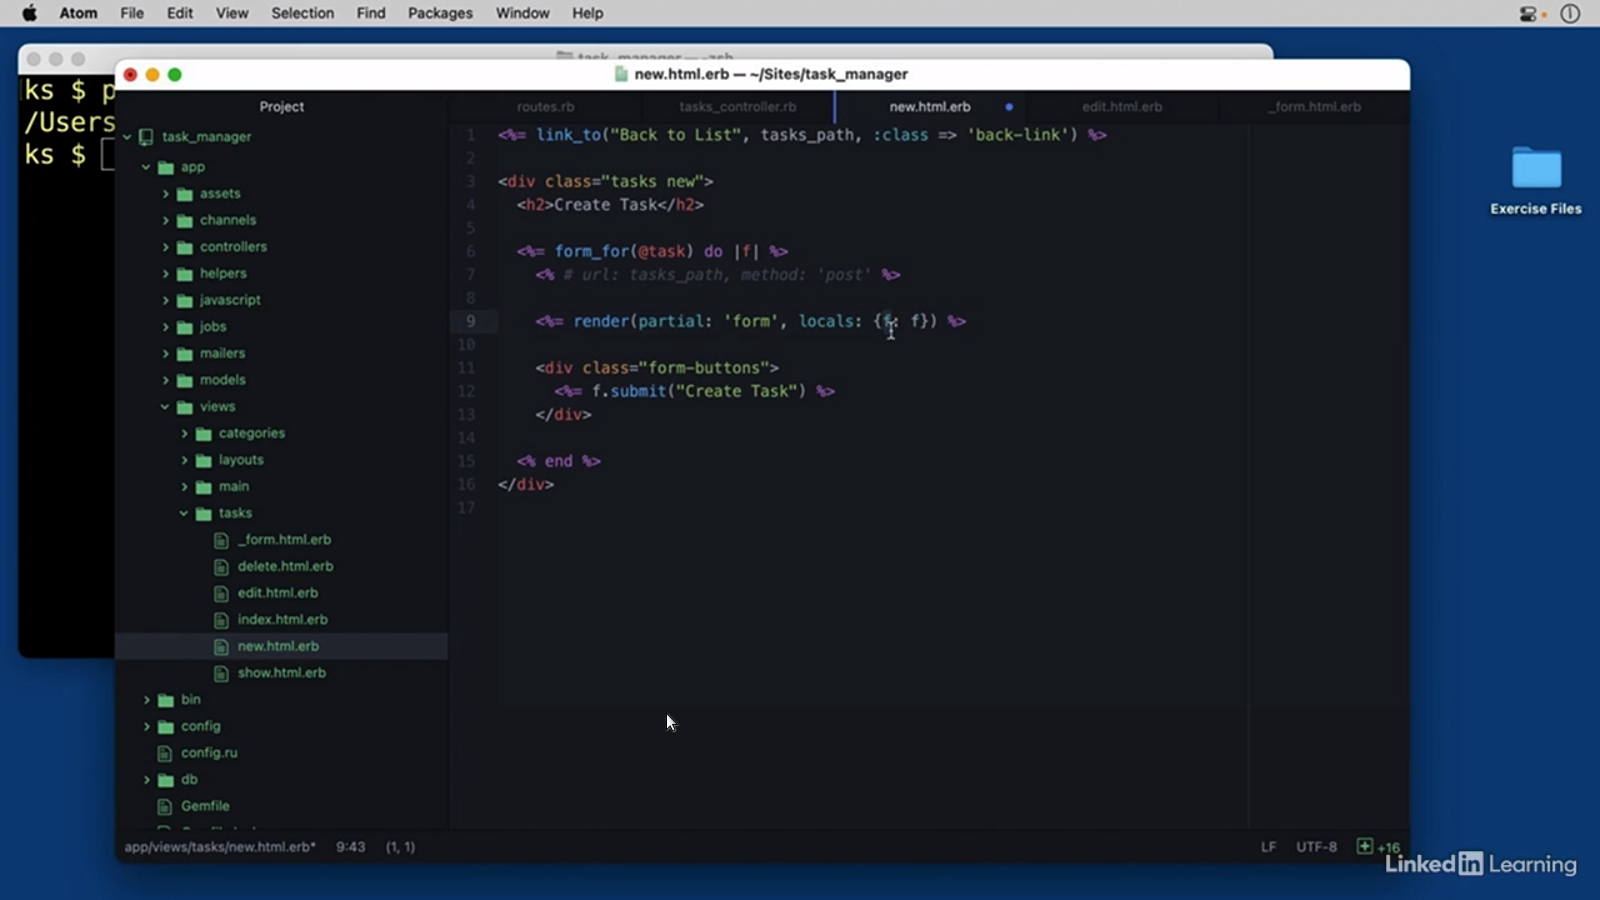 Atom File Edit View Selection Find Packages Window Help
task_manager — -zsh
ks $ p
/Users
ks $
new.html.erb — ~/Sites/task_manager
Project
routes.rb
tasks_controller.rb
new.html.erb
edit.html.erb
_form.html.erb
task_manager
app
assets
channels
controllers
helpers
javascript
jobs
mailers
models
views
categories
layouts
main
tasks
_form.html.erb
delete.html.erb
edit.html.erb
index.html.erb
new.html.erb
show.html.erb
bin
config
config.ru
db
Gemfile
1 <%= link_to("Back to List", tasks_path, :class => 'back-link') %>
2
3 <div class="tasks new">
4 <h2>Create Task</h2>
5
6 <%= form_for(@task) do |f| %>
7 <% # url: tasks_path, method: 'post' %>
8
9 <%= render(partial: 'form', locals: {f: f}) %>
10
11 <div class="form-buttons">
12 <%= f.submit("Create Task") %>
13 </div>
14
15 <% end %>
16 </div>
17
Exercise Files
app/views/tasks/new.html.erb* 9:43 (1, 1)
LF UTF-8 +16
Linked in Learning